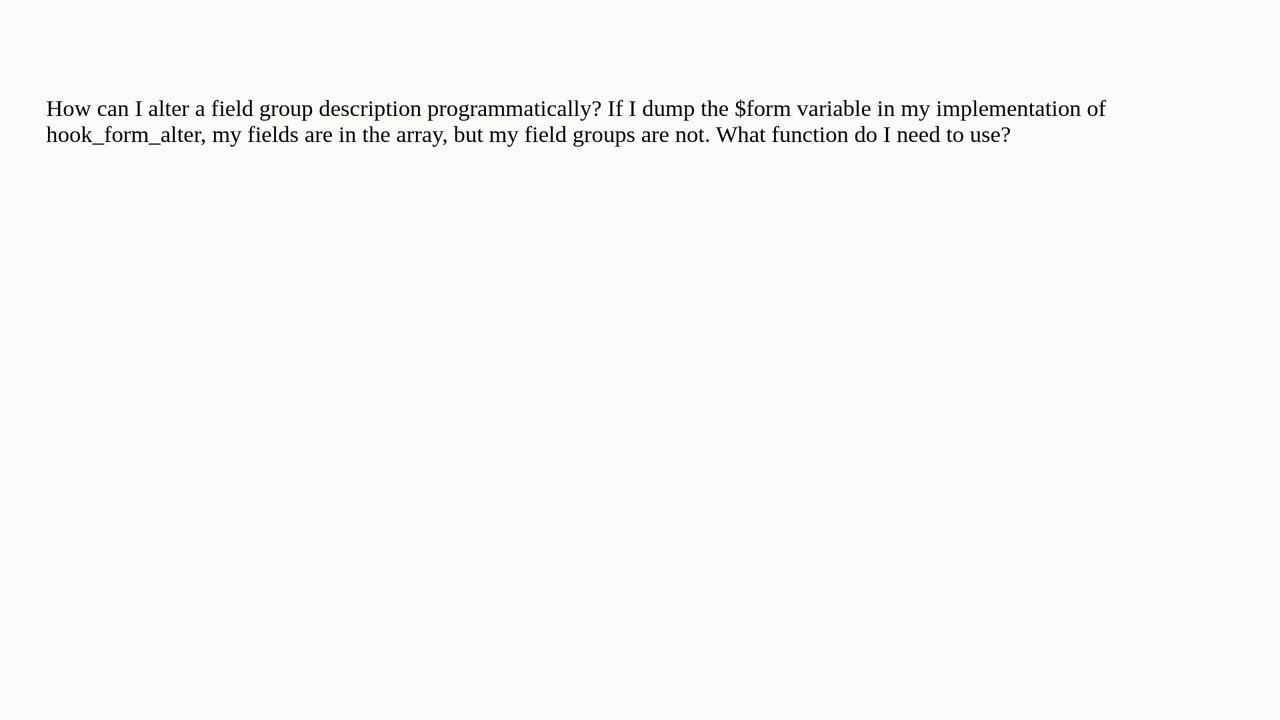 How can I alter a field group description programmatically? If I dump the $form variable in my implementation of
hook_form_alter, my fields are in the array, but my field groups are not. What function do I need to use?